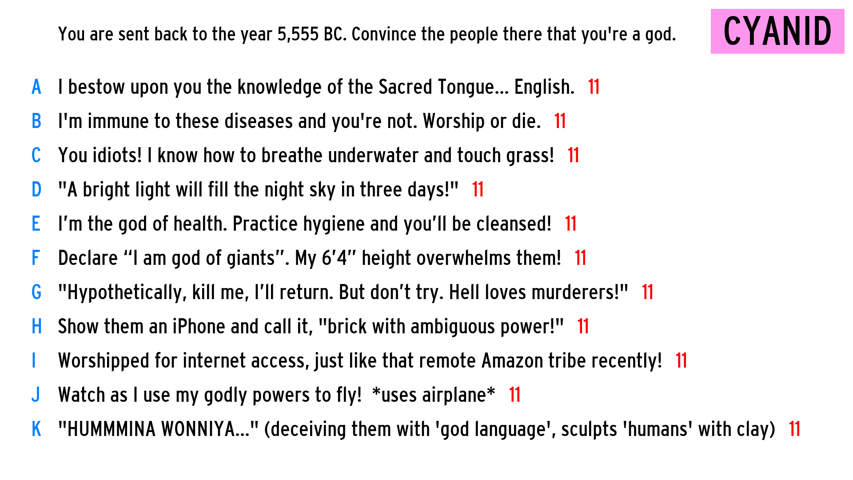 You are sent back to the year 5,555 BC. Convince the people there that you're a god.
CYANID
A I bestow upon you the knowledge of the Sacred Tongue... English. 11
B I'm immune to these diseases and you're not. Worship or die. 11
C You idiots! I know how to breathe underwater and touch grass! 11
D "A bright light will fill the night sky in three days!" 11
E I’m the god of health. Practice hygiene and you’ll be cleansed! 11
F Declare “I am god of giants”. My 6’4” height overwhelms them! 11
G "Hypothetically, kill me, I’ll return. But don’t try. Hell loves murderers!" 11
H Show them an iPhone and call it, "brick with ambiguous power!" 11
I Worshipped for internet access, just like that remote Amazon tribe recently! 11
J Watch as I use my godly powers to fly! *uses airplane* 11
K "HUMMMINA WONNIYA..." (deceiving them with 'god language', sculpts 'humans' with clay) 11